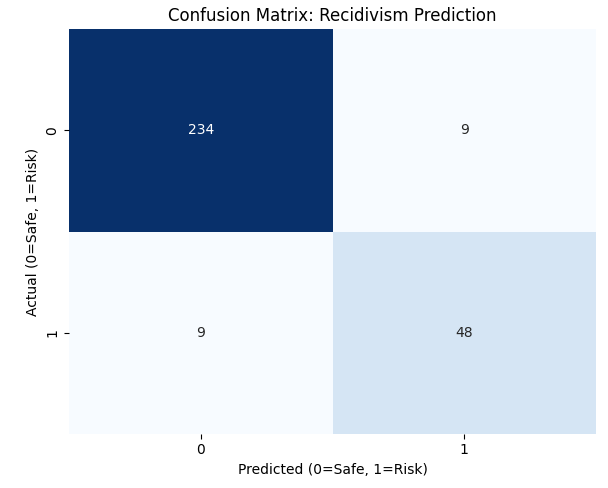 Confusion Matrix: Recidivism Prediction
Actual (0=Safe, 1=Risk)
0
234
9
1
9
48
0
1
Predicted (0=Safe, 1=Risk)